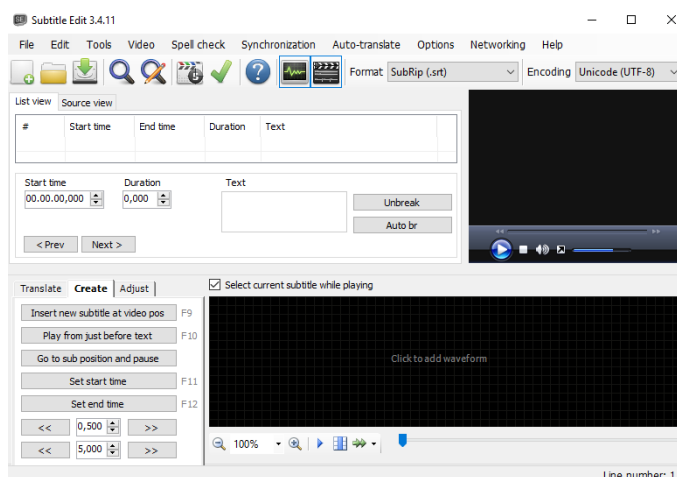 Subtitle Edit 3.4.11
File Edit Tools Video Spell check Synchronization Auto-translate Options Networking Help
Format SubRip (.srt) Encoding Unicode (UTF-8)
List view Source view
# Start time End time Duration Text
Start time Duration Text
00.00.00,000 0,000
Unbreak
Auto br
< Prev Next >
Translate Create Adjust
Select current subtitle while playing
Insert new subtitle at video pos F9
Play from just before text F10
Go to sub position and pause
Click to add waveform
Set start time F11
Set end time F12
<< 0,500 >>
<< 5,000 >>
100%
Line number: 1